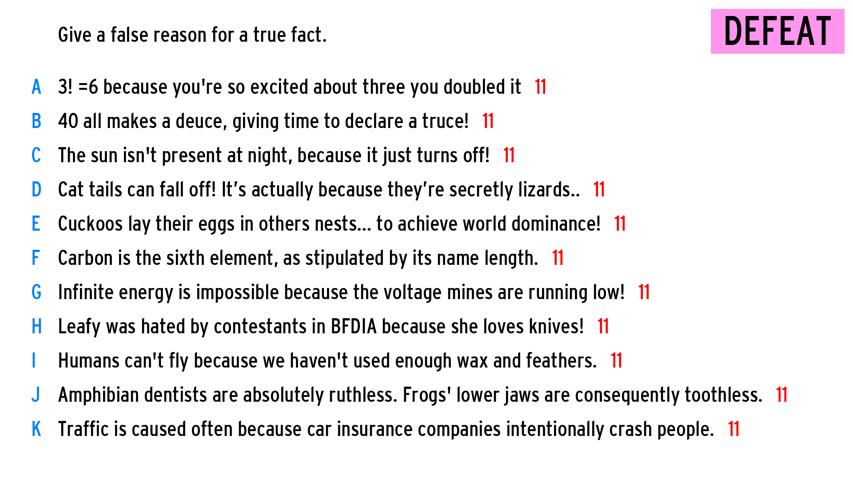 Give a false reason for a true fact.
DEFEAT
A 3! =6 because you're so excited about three you doubled it 11
B 40 all makes a deuce, giving time to declare a truce! 11
C The sun isn't present at night, because it just turns off! 11
D Cat tails can fall off! It’s actually because they’re secretly lizards.. 11
E Cuckoos lay their eggs in others nests... to achieve world dominance! 11
F Carbon is the sixth element, as stipulated by its name length. 11
G Infinite energy is impossible because the voltage mines are running low! 11
H Leafy was hated by contestants in BFDIA because she loves knives! 11
I Humans can't fly because we haven't used enough wax and feathers. 11
J Amphibian dentists are absolutely ruthless. Frogs' lower jaws are consequently toothless. 11
K Traffic is caused often because car insurance companies intentionally crash people. 11